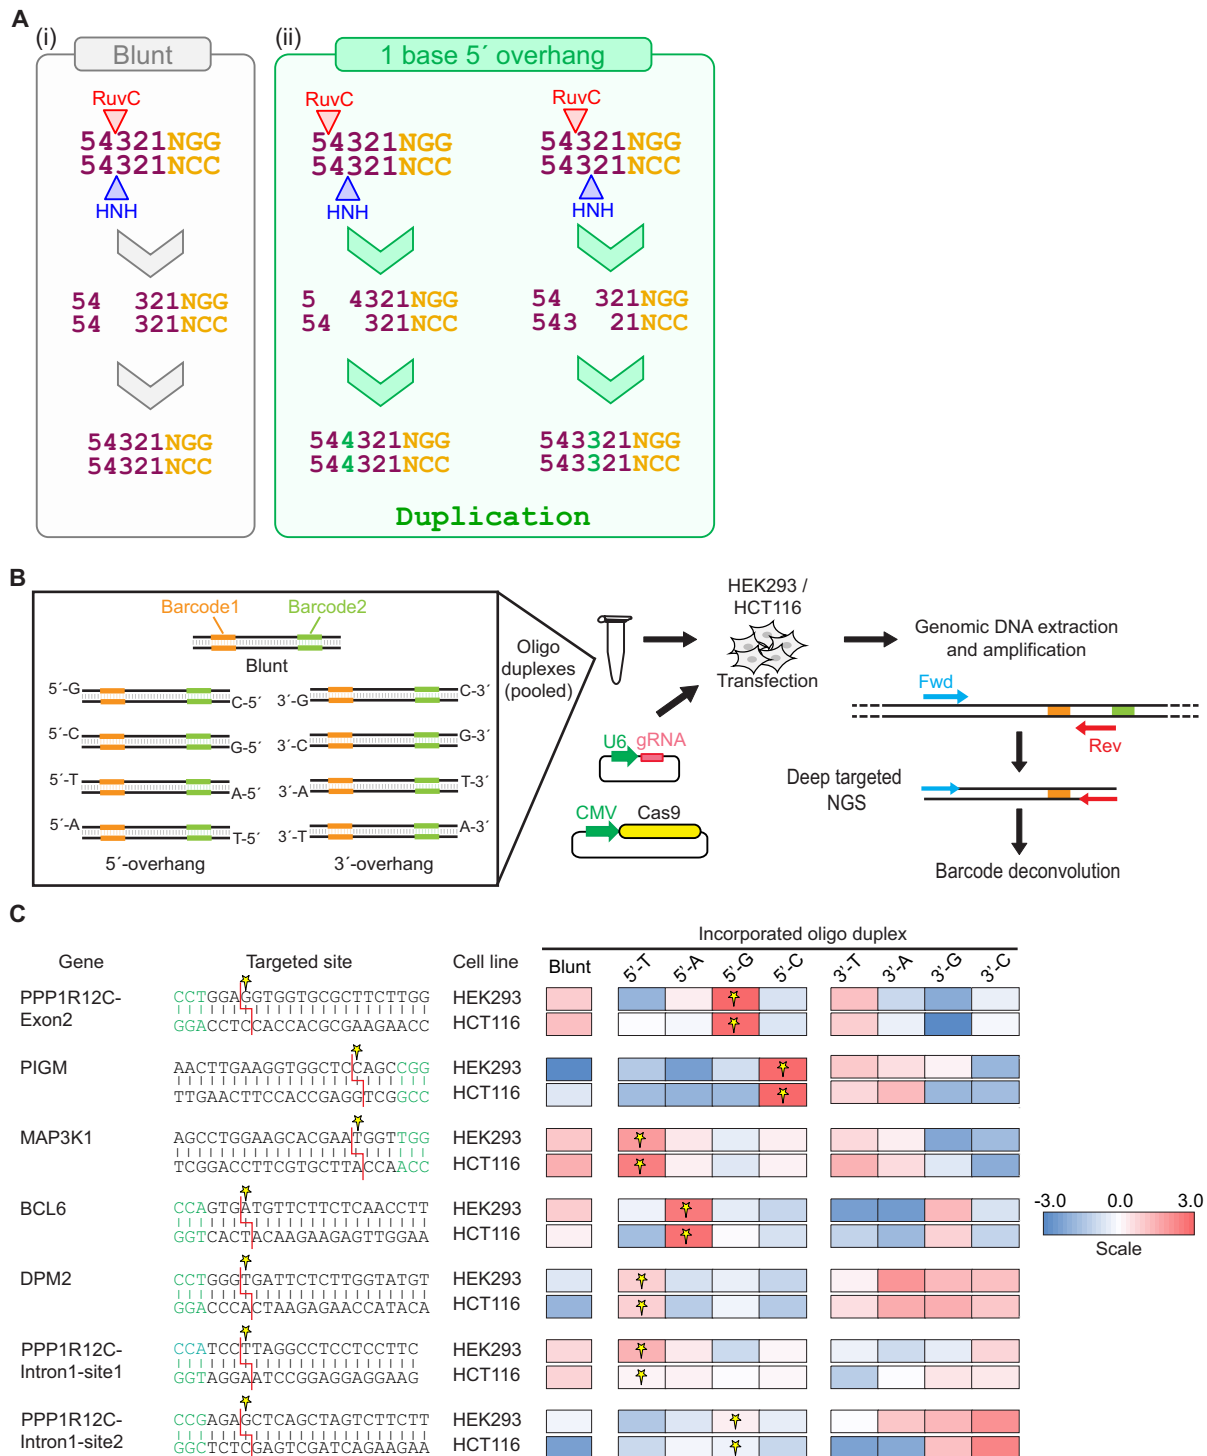 A
(i)
Blunt
RuvC
54321NGG
54321NCC
HNH
54 321NGG
54 321NCC
54321NGG
54321NCC
(ii)
1 base 5´ overhang
RuvC
54321NGG
54321NCC
HNH
5 4321NGG
54 321NCC
544321NGG
544321NCC
RuvC
54321NGG
54321NCC
HNH
54 321NGG
543 21NCC
543321NGG
543321NCC
Duplication
B
Barcode1
Barcode2
Blunt
5´-G
C-5´
5´-C
G-5´
5´-T
A-5´
5´-A
T-5´
5´-overhang
3´-G
C-3´
3´-C
G-3´
3´-A
T-3´
3´-T
A-3´
3´-overhang
Oligo
duplexes
(pooled)
HEK293 /
HCT116
Transfection
U6
gRNA
CMV
Cas9
Genomic DNA extraction
and amplification
Fwd
Rev
Deep targeted
NGS
Barcode deconvolution
C
Incorporated oligo duplex
Gene
Targeted site
Cell line
Blunt
5'-T
5'-A
5'-G
5'-C
3'-T
3'-A
3'-G
3'-C
PPP1R12C-
Exon2
CCTGGAGGTGGTGCGCTTCTTGG
GGACCTCCACCACGCGAAGAACC
HEK293
HCT116
PIGM
AACTTGAAGGTGGCTCCAGCCGG
TTGAACTTCCACCGAGGTCGGCC
HEK293
HCT116
MAP3K1
AGCCTGGAAGCACGAATGGTTGG
TCGGACCTTCGTGCTTACCAACC
HEK293
HCT116
BCL6
CCAGTGATGTTCTTCTCAACCTT
GGTCACTACAAGAAGAGTTGGAA
HEK293
HCT116
DPM2
CCTGGGTGATTCTCTTGGTATGT
GGACCCACTAAGAGAACCATACA
HEK293
HCT116
PPP1R12C-
Intron1-site1
CCATCCTTAGGCCTCCTCCTTC
GGTAGGAATCCGGAGGAGGAAG
HEK293
HCT116
PPP1R12C-
Intron1-site2
CCGAGAGCTCAGCTAGTCTTCTT
GGCTCTCGAGTCGATCAGAAGAA
HEK293
HCT116
-3.0
0.0
3.0
Scale